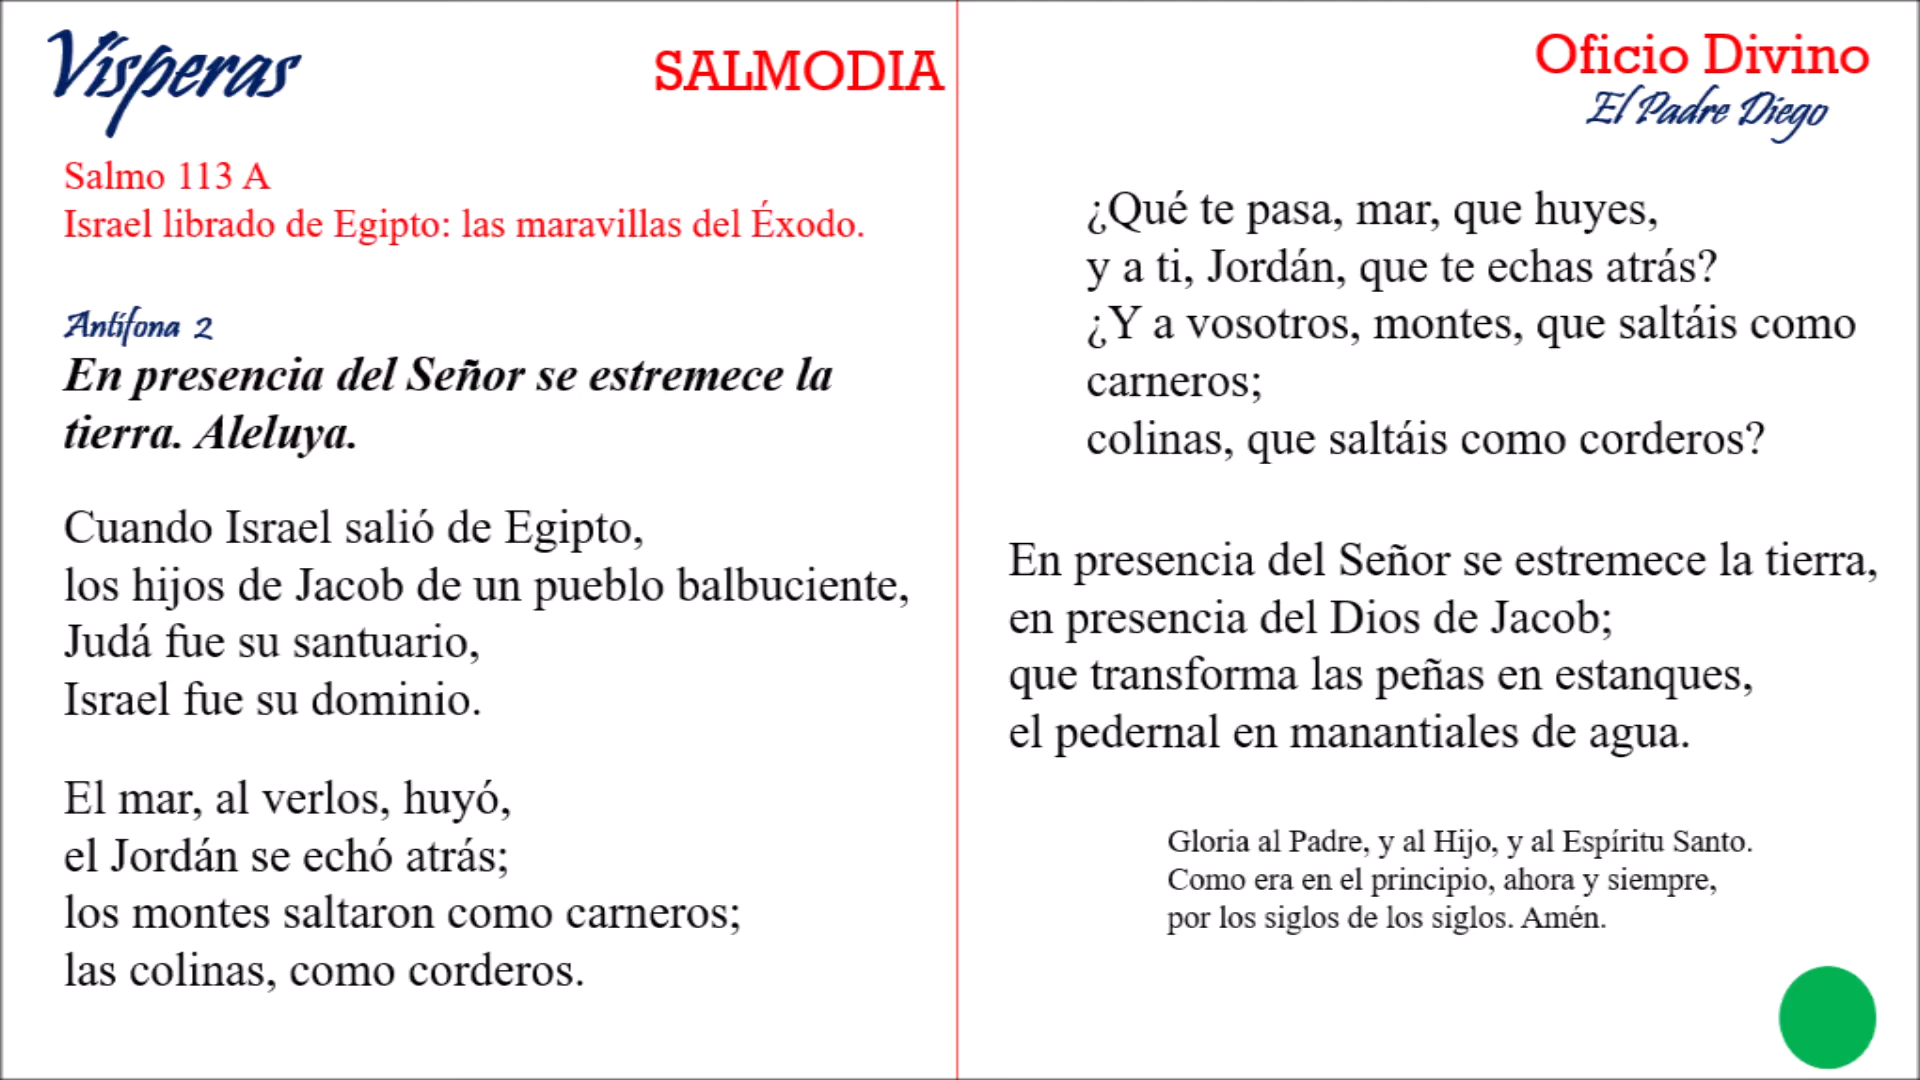 Vísperas
SALMODIA
Salmo 113 A
Israel librado de Egipto: las maravillas del Éxodo.
Antífona 2
En presencia del Señor se estremece la
tierra. Aleluya.
Cuando Israel salió de Egipto,
los hijos de Jacob de un pueblo balbuciente,
Judá fue su santuario,
Israel fue su dominio.
El mar, al verlos, huyó,
el Jordán se echó atrás;
los montes saltaron como carneros;
las colinas, como corderos.
Oficio Divino
El Padre Diego
¿Qué te pasa, mar, que huyes,
y a ti, Jordán, que te echas atrás?
¿Y a vosotros, montes, que saltáis como
carneros;
colinas, que saltáis como corderos?
En presencia del Señor se estremece la tierra,
en presencia del Dios de Jacob;
que transforma las peñas en estanques,
el pedernal en manantiales de agua.
Gloria al Padre, y al Hijo, y al Espíritu Santo.
Como era en el principio, ahora y siempre,
por los siglos de los siglos. Amén.